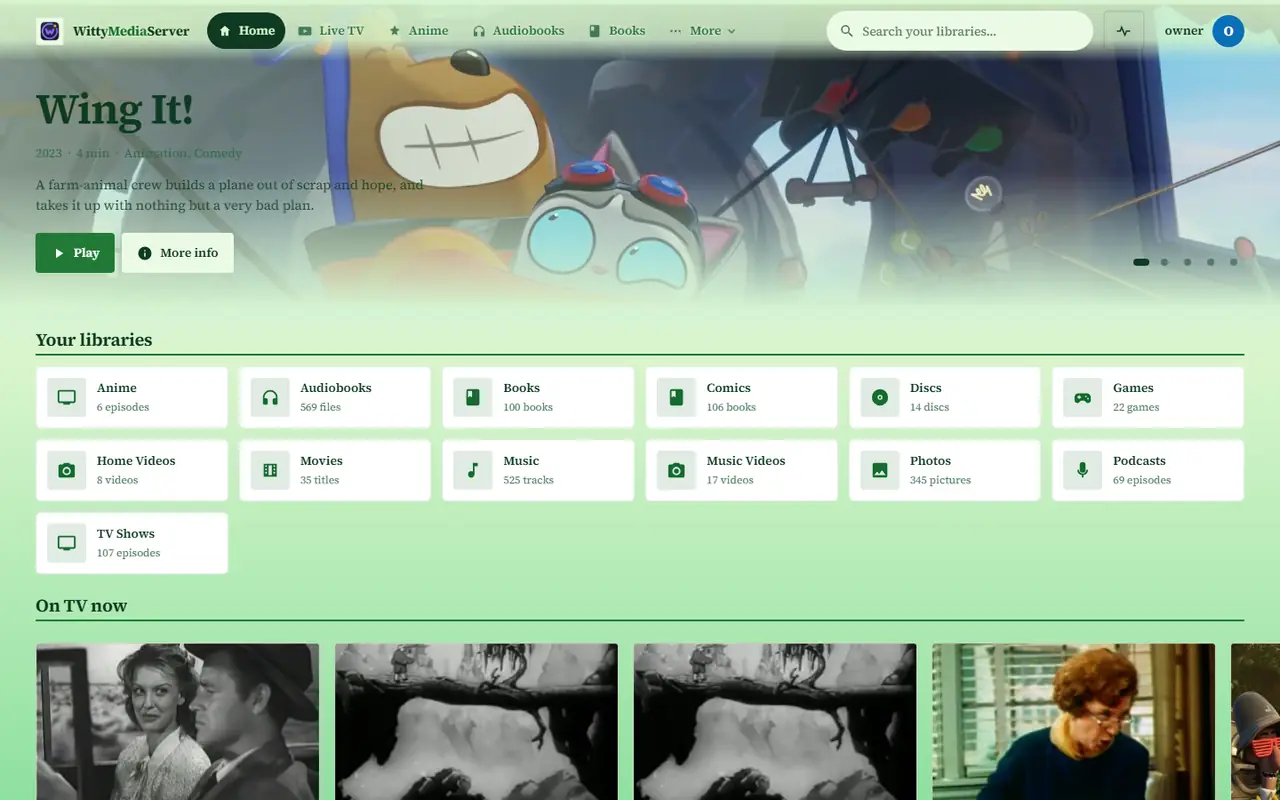 WittyMediaServer
Home
Live TV
Anime
Audiobooks
Books
More
Search your libraries...
owner
O
Wing It!
2023 · 4 min · Animation, Comedy
A farm-animal crew builds a plane out of scrap and hope, and
takes it up with nothing but a very bad plan.
Play
More info
Your libraries
Anime
6 episodes
Audiobooks
569 files
Books
100 books
Comics
106 books
Discs
14 discs
Games
22 games
Home Videos
8 videos
Movies
35 titles
Music
525 tracks
Music Videos
17 videos
Photos
345 pictures
Podcasts
69 episodes
TV Shows
107 episodes
On TV now